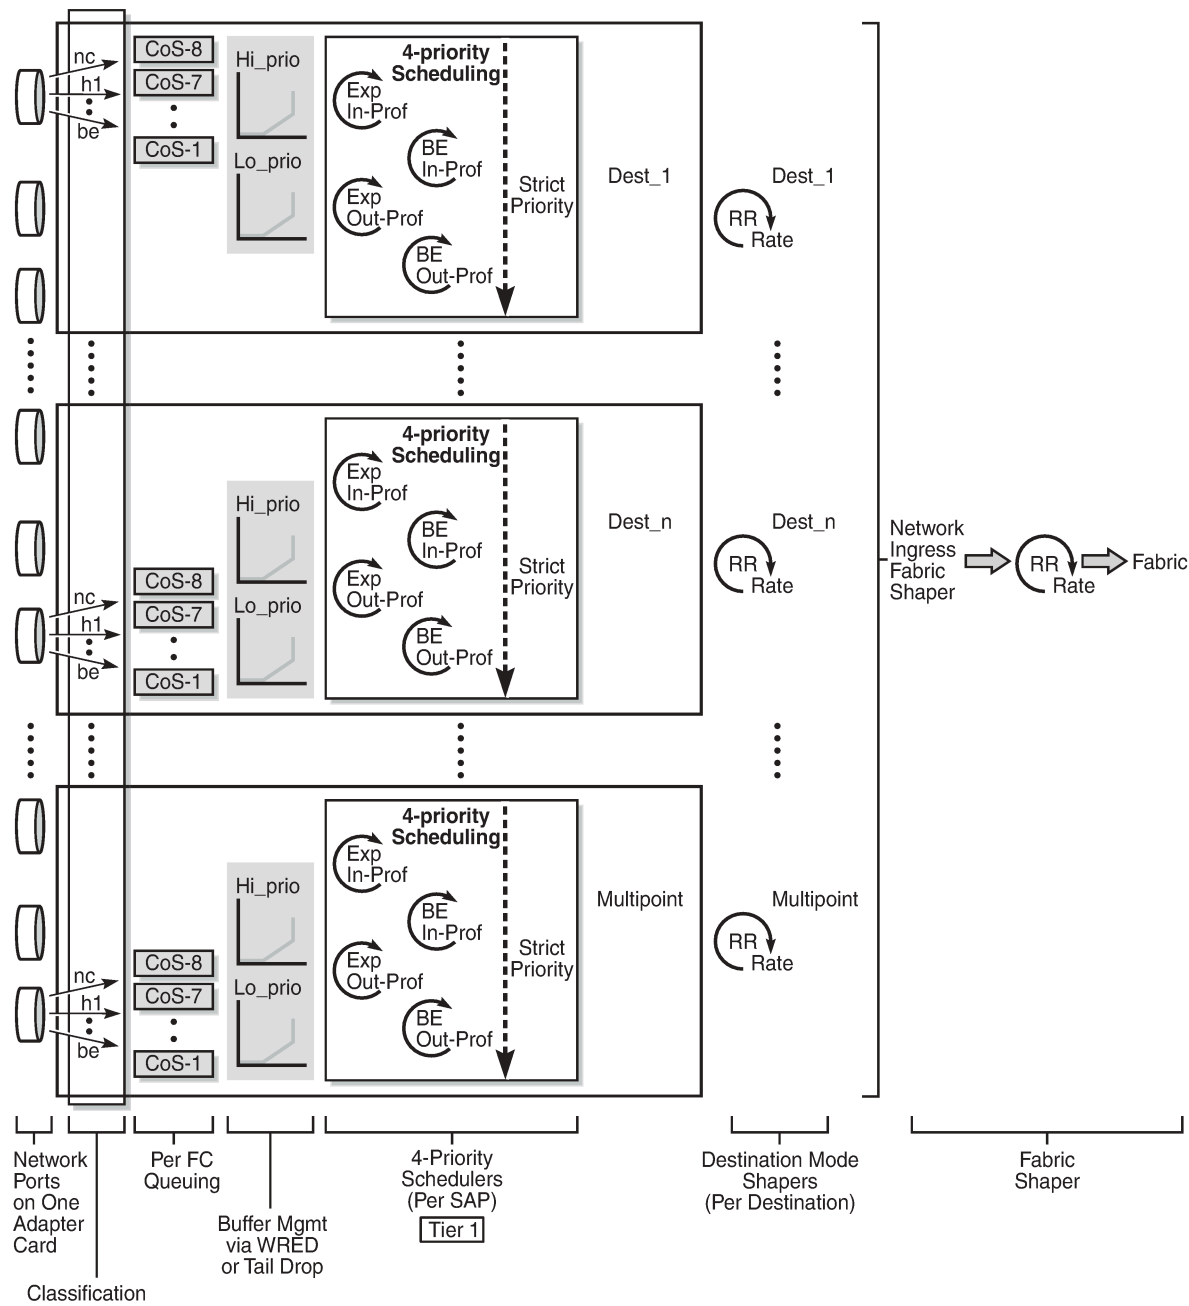 nc
h1
be
CoS-8
CoS-7
CoS-1
Hi_prio
Lo_prio
4-priority
Scheduling
Exp
In-Prof
BE
In-Prof
Exp
Out-Prof
BE
Out-Prof
Strict
Priority
Dest_1
Dest_1
RR
Rate
nc
h1
be
CoS-8
CoS-7
CoS-1
Hi_prio
Lo_prio
4-priority
Scheduling
Exp
In-Prof
BE
In-Prof
Exp
Out-Prof
BE
Out-Prof
Strict
Priority
Dest_n
Dest_n
RR
Rate
Network
Ingress
Fabric
Shaper
RR
Rate
Fabric
nc
h1
be
CoS-8
CoS-7
CoS-1
Hi_prio
Lo_prio
4-priority
Scheduling
Exp
In-Prof
BE
In-Prof
Exp
Out-Prof
BE
Out-Prof
Strict
Priority
Multipoint
Multipoint
RR
Rate
Network
Ports
on One
Adapter
Card
Classification
Per FC
Queuing
Buffer Mgmt
via WRED
or Tail Drop
4-Priority
Schedulers
(Per SAP)
Tier 1
Destination Mode
Shapers
(Per Destination)
Fabric
Shaper